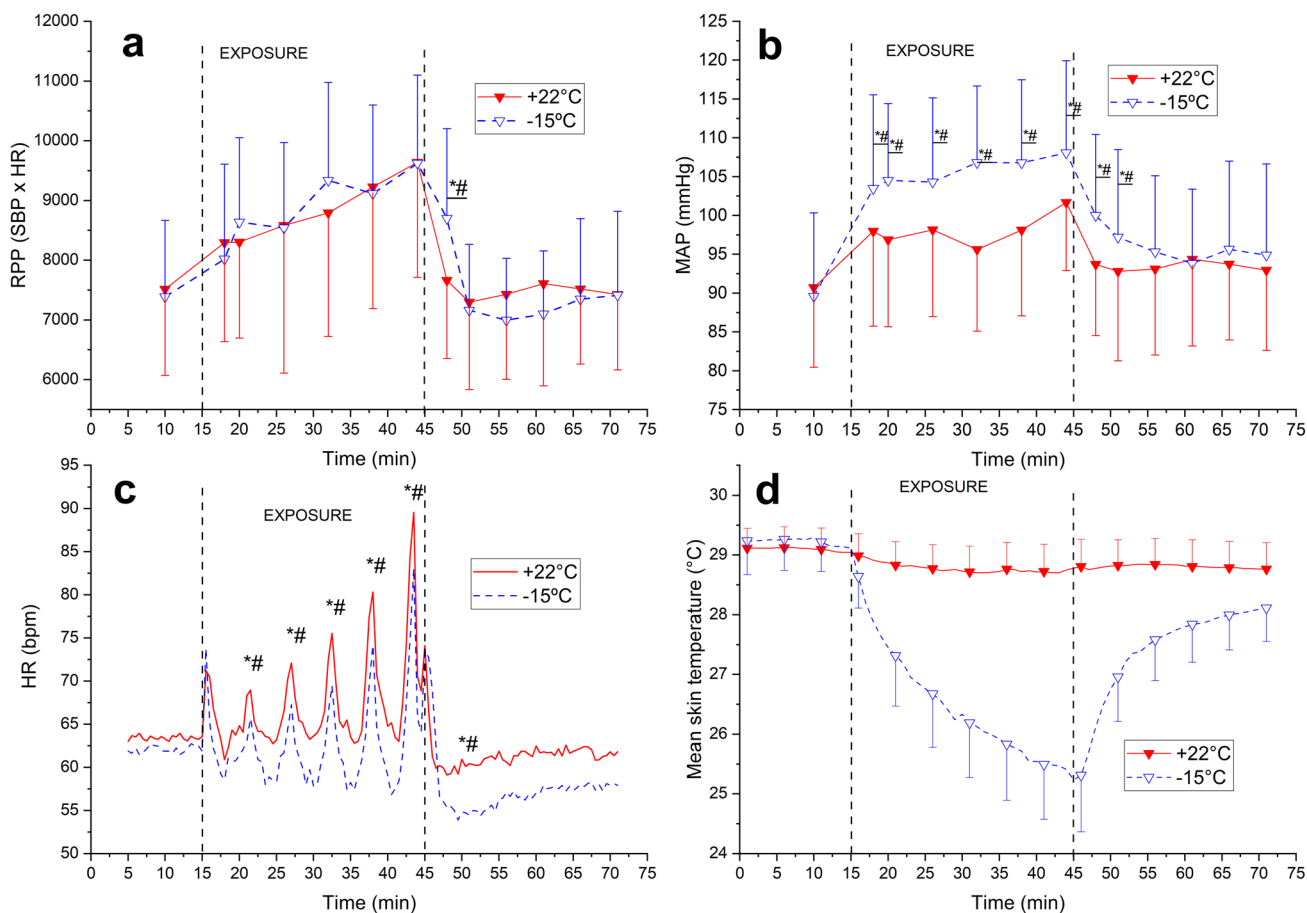 a
EXPOSURE
+22°C
-15ºC
RPP (SBP x HR)
12000
11000
10000
9000
8000
7000
6000
*#
0 5 10 15 20 25 30 35 40 45 50 55 60 65 70 75
Time (min)
b
EXPOSURE
+22°C
-15°C
MAP (mmHg)
125
120
115
110
105
100
95
90
85
80
75
*# *# *# *# *# *# *# *#
0 5 10 15 20 25 30 35 40 45 50 55 60 65 70 75
Time (min)
c
EXPOSURE
+22°C
-15ºC
HR (bpm)
95
90
85
80
75
70
65
60
55
50
*# *# *# *# *# *#
0 5 10 15 20 25 30 35 40 45 50 55 60 65 70 75
Time (min)
d
EXPOSURE
+22°C
-15°C
Mean skin temperature (°C)
30
29
28
27
26
25
24
0 5 10 15 20 25 30 35 40 45 50 55 60 65 70 75
Time (min)